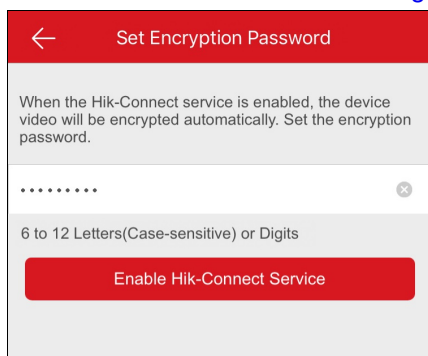 Set Encryption Password
When the Hik-Connect service is enabled, the device
video will be encrypted automatically. Set the encryption
password.
•••••••••
6 to 12 Letters(Case-sensitive) or Digits
Enable Hik-Connect Service